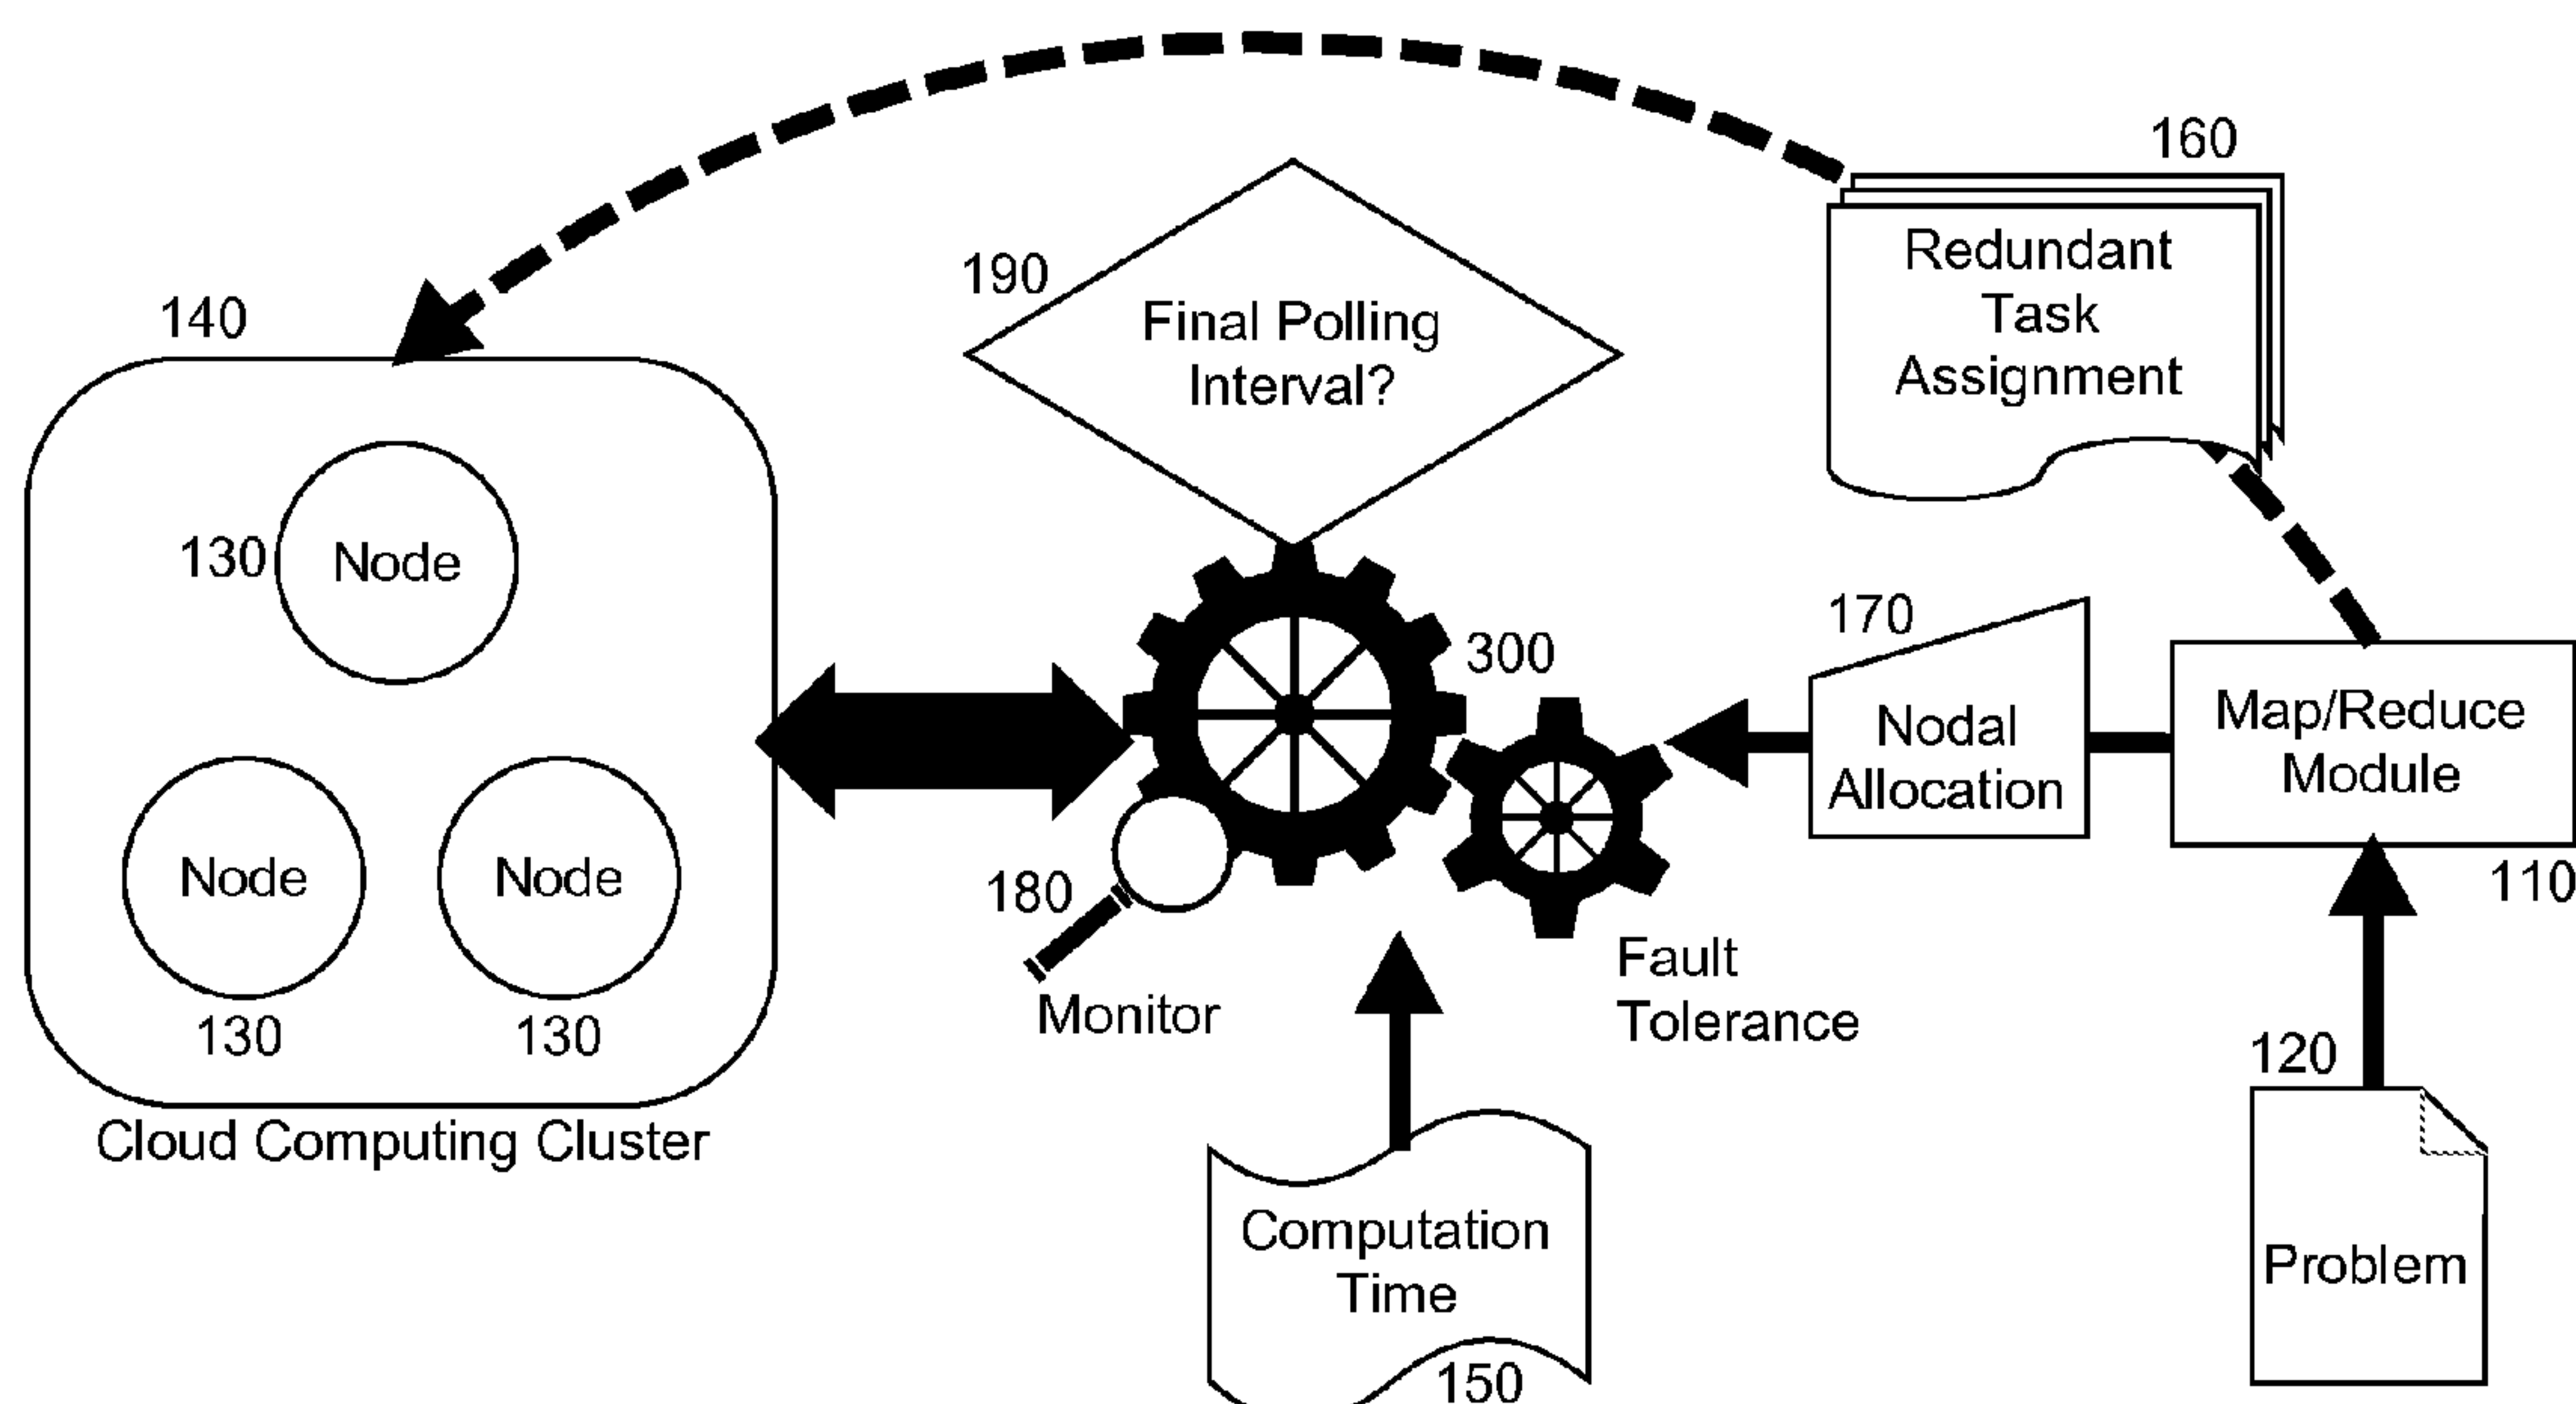 160
Redundant
Task
Assignment
190
Final Polling
Interval?
140
130
Node
Node
Node
130
130
Cloud Computing Cluster
300
180
Monitor
Fault
Tolerance
170
Nodal
Allocation
Map/Reduce
Module
110
120
Problem
Computation
Time
150